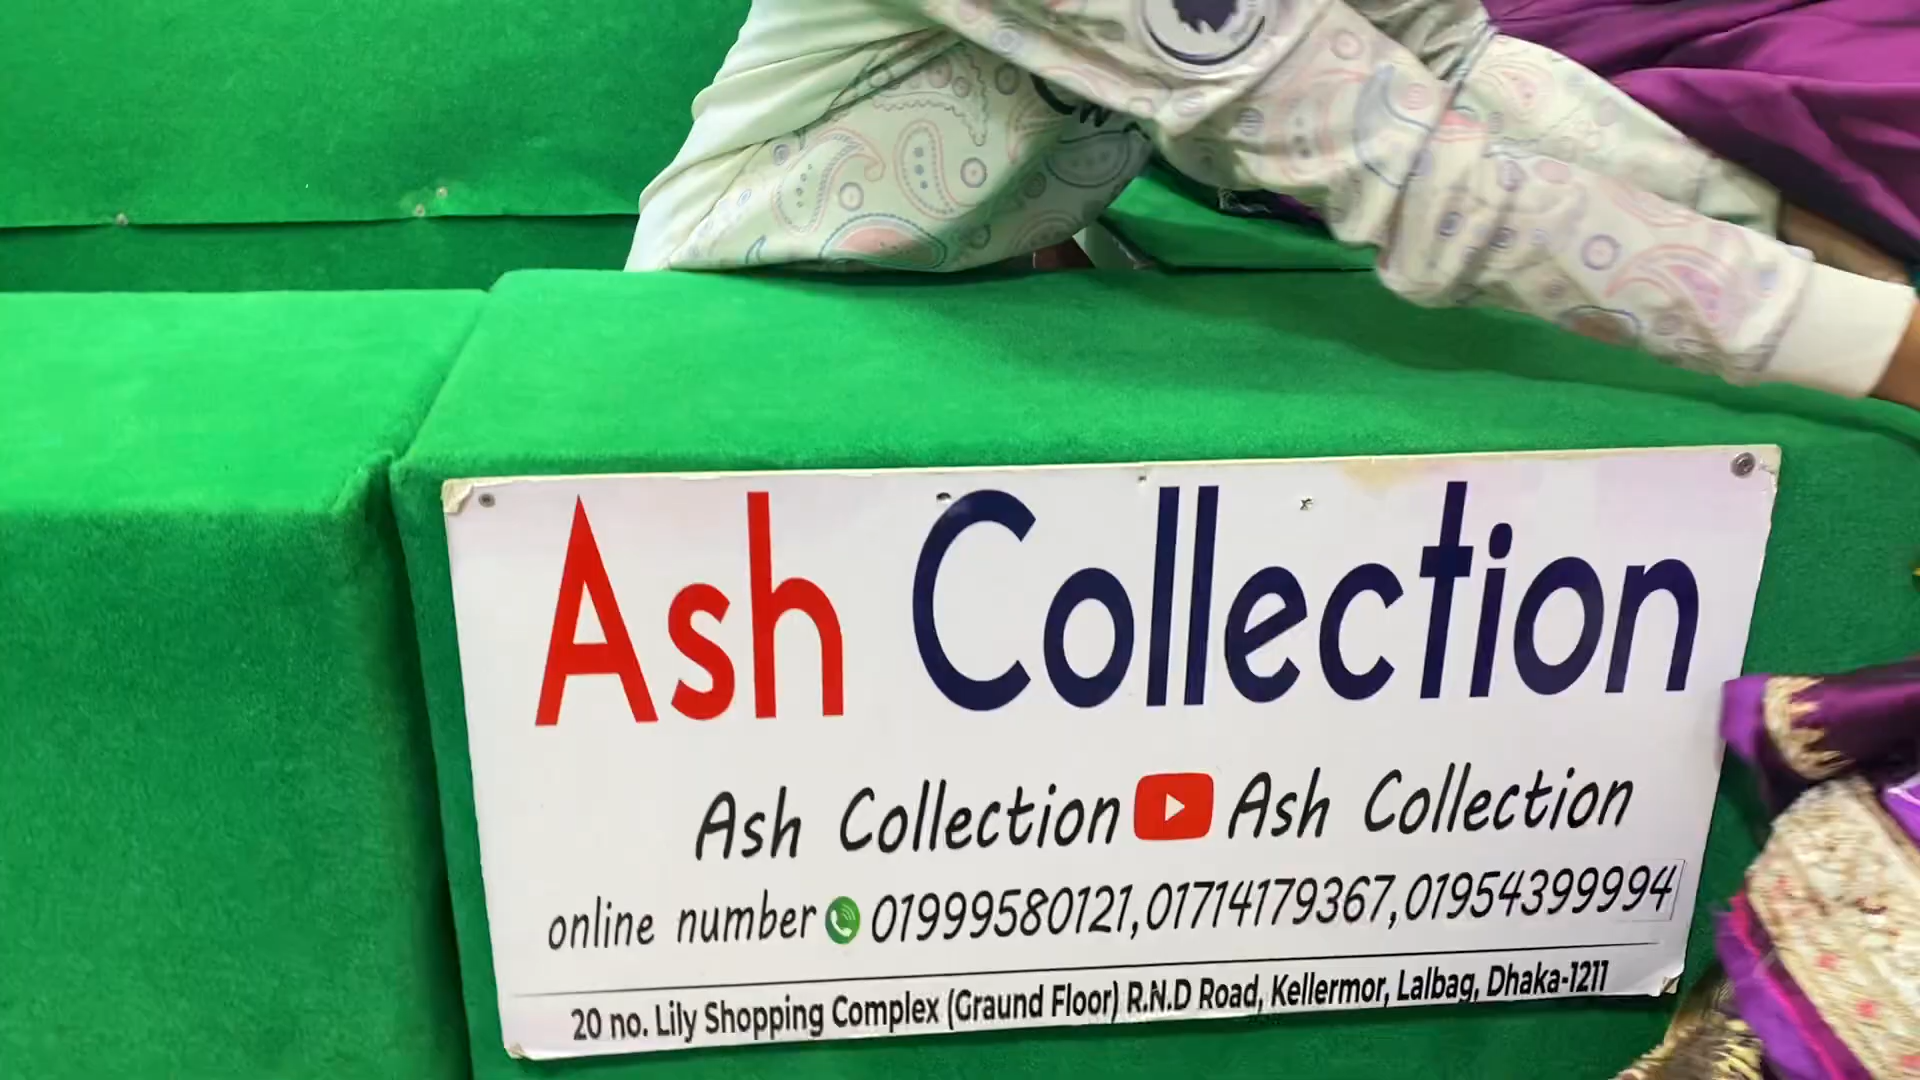 Ash Collection
Ash Collection Ash Collection
online number 01999580121,01714179367,01954399994
20 no. Lily Shopping Complex (Graund Floor) R.N.D Road, Kellermor, Lalbag, Dhaka-1211